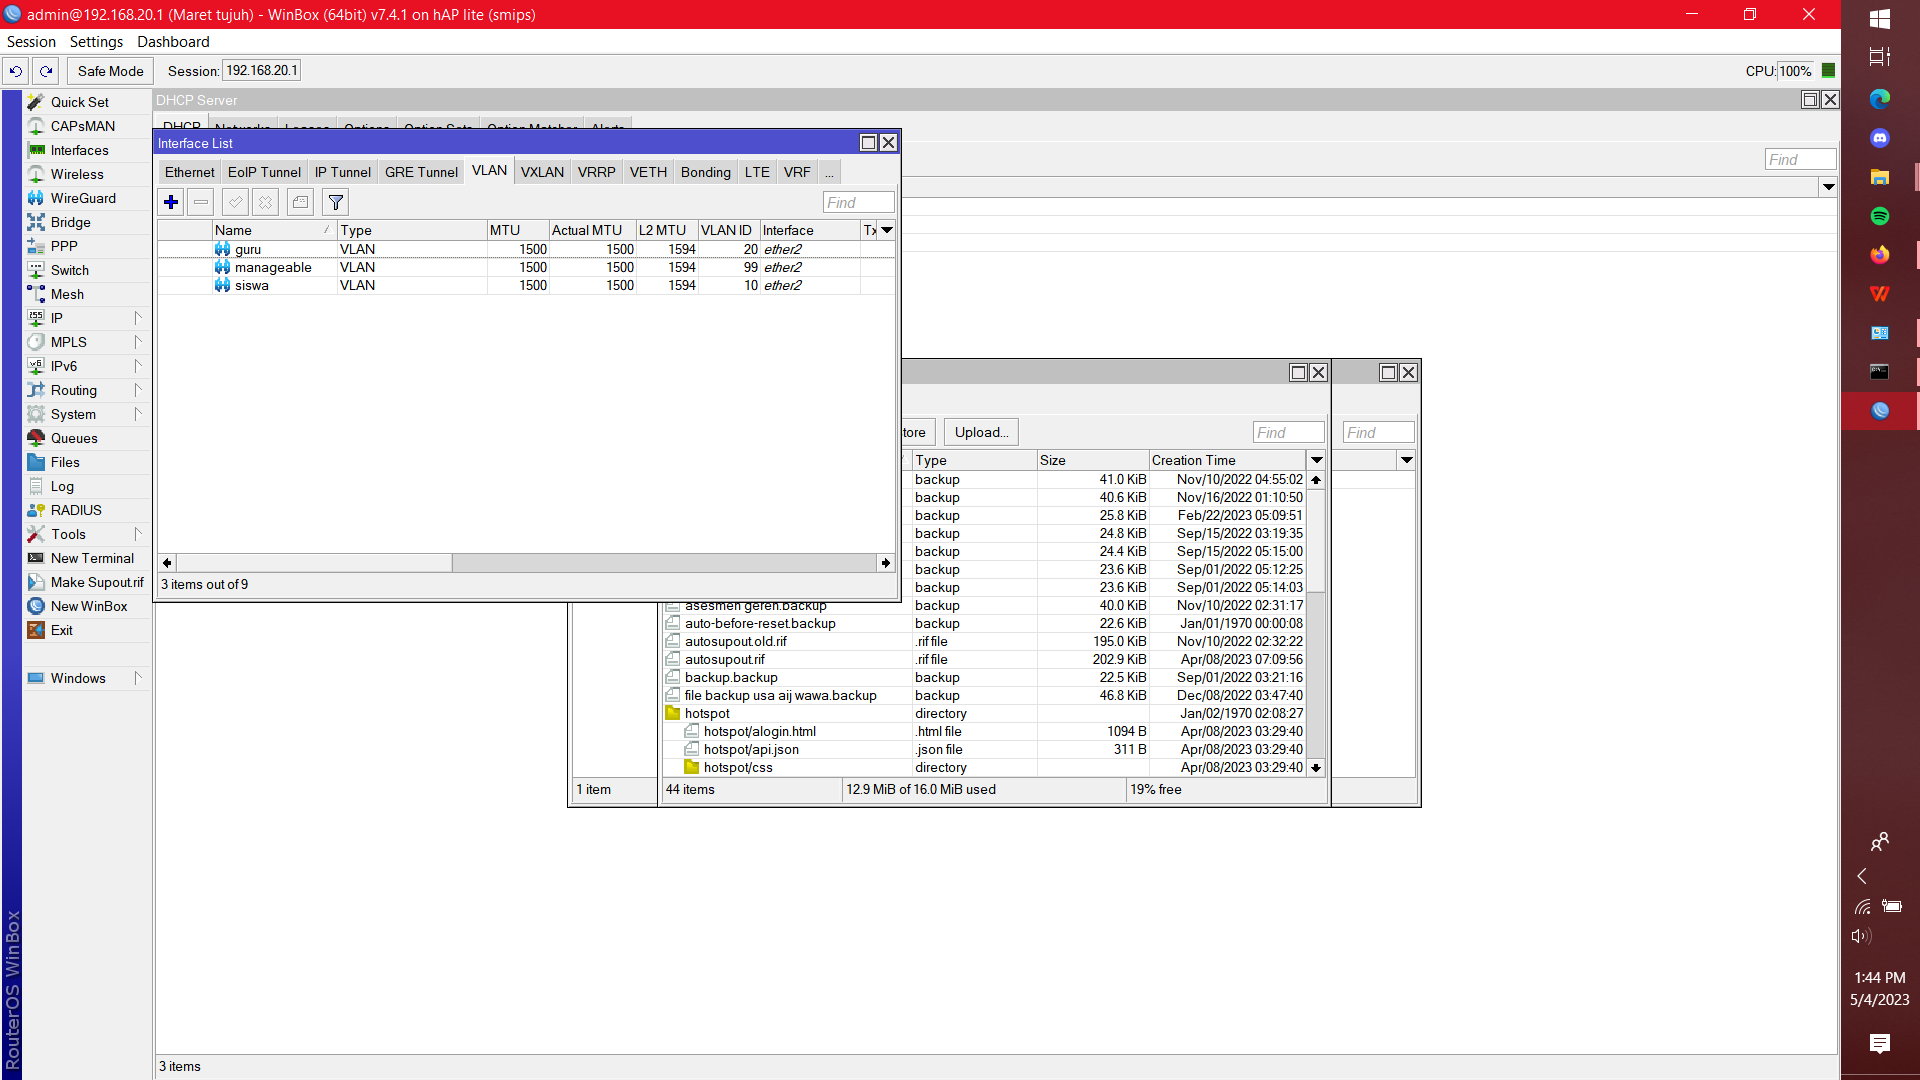 admin@192.168.20.1 (Maret tujuh) - WinBox (64bit) v7.4.1 on hAP lite (smips)
Session Settings Dashboard
Safe Mode Session: 192.168.20.1 CPU: 100%
Quick Set
CAPsMAN
Interfaces
Wireless
WireGuard
Bridge
PPP
Switch
Mesh
IP
MPLS
IPv6
Routing
System
Queues
Files
Log
RADIUS
Tools
New Terminal
Make Supout.rif
New WinBox
Exit
Windows
RouterOS WinBox
DHCP Server
DHCP Networks Leases Options Option Sets Option Matcher Alerts
Find
Interface List
Ethernet EoIP Tunnel IP Tunnel GRE Tunnel VLAN VXLAN VRRP VETH Bonding LTE VRF ...
Find
Name Type MTU Actual MTU L2 MTU VLAN ID Interface Tx
guru VLAN 1500 1500 1594 20 ether2
manageable VLAN 1500 1500 1594 99 ether2
siswa VLAN 1500 1500 1594 10 ether2
3 items out of 9
tore Upload... Find Find
Type Size Creation Time
backup 41.0 KiB Nov/10/2022 04:55:02
backup 40.6 KiB Nov/16/2022 01:10:50
backup 25.8 KiB Feb/22/2023 05:09:51
backup 24.8 KiB Sep/15/2022 03:19:35
backup 24.4 KiB Sep/15/2022 05:15:00
backup 23.6 KiB Sep/01/2022 05:12:25
backup 23.6 KiB Sep/01/2022 05:14:03
asesmen geren.backup backup 40.0 KiB Nov/10/2022 02:31:17
auto-before-reset.backup backup 22.6 KiB Jan/01/1970 00:00:08
autosupout.old.rif .rif file 195.0 KiB Nov/10/2022 02:32:22
autosupout.rif .rif file 202.9 KiB Apr/08/2023 07:09:56
backup.backup backup 22.5 KiB Sep/01/2022 03:21:16
file backup usa aij wawa.backup backup 46.8 KiB Dec/08/2022 03:47:40
hotspot directory Jan/02/1970 02:08:27
hotspot/alogin.html .html file 1094 B Apr/08/2023 03:29:40
hotspot/api.json .json file 311 B Apr/08/2023 03:29:40
hotspot/css directory Apr/08/2023 03:29:40
1 item 44 items 12.9 MiB of 16.0 MiB used 19% free
3 items
1:44 PM
5/4/2023